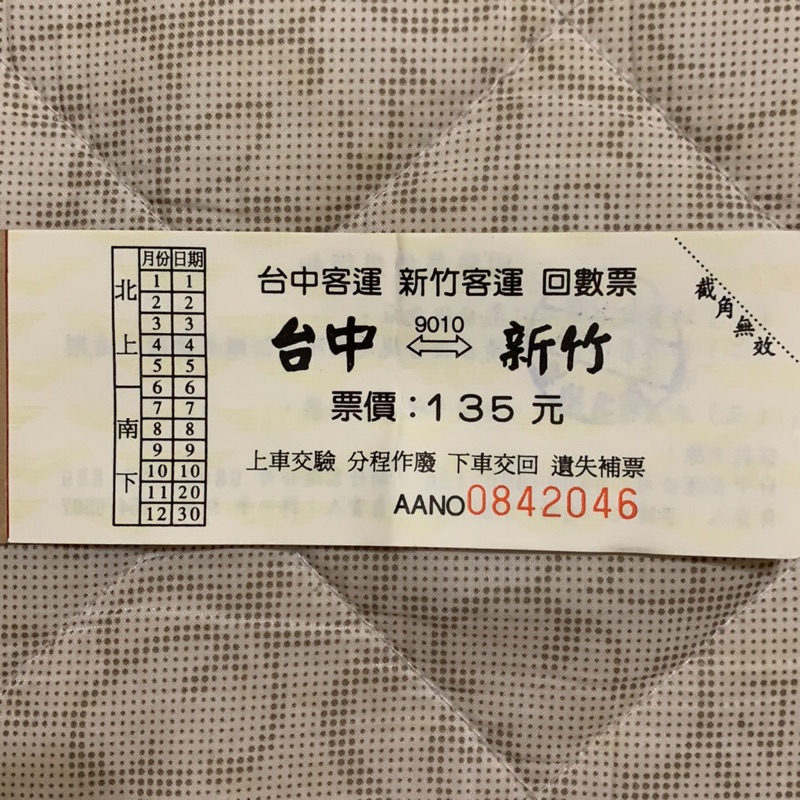 北上
南下
月份 日期
1 1
2 2
3 3
4 4
5 5
6 6
7 7
8 8
9 9
10 10
11 20
12 30
台中客運 新竹客運 回數票
台中 9010 新竹
票價：135 元
上車交驗 分程作廢 下車交回 遺失補票
AANO0842046
截角無效